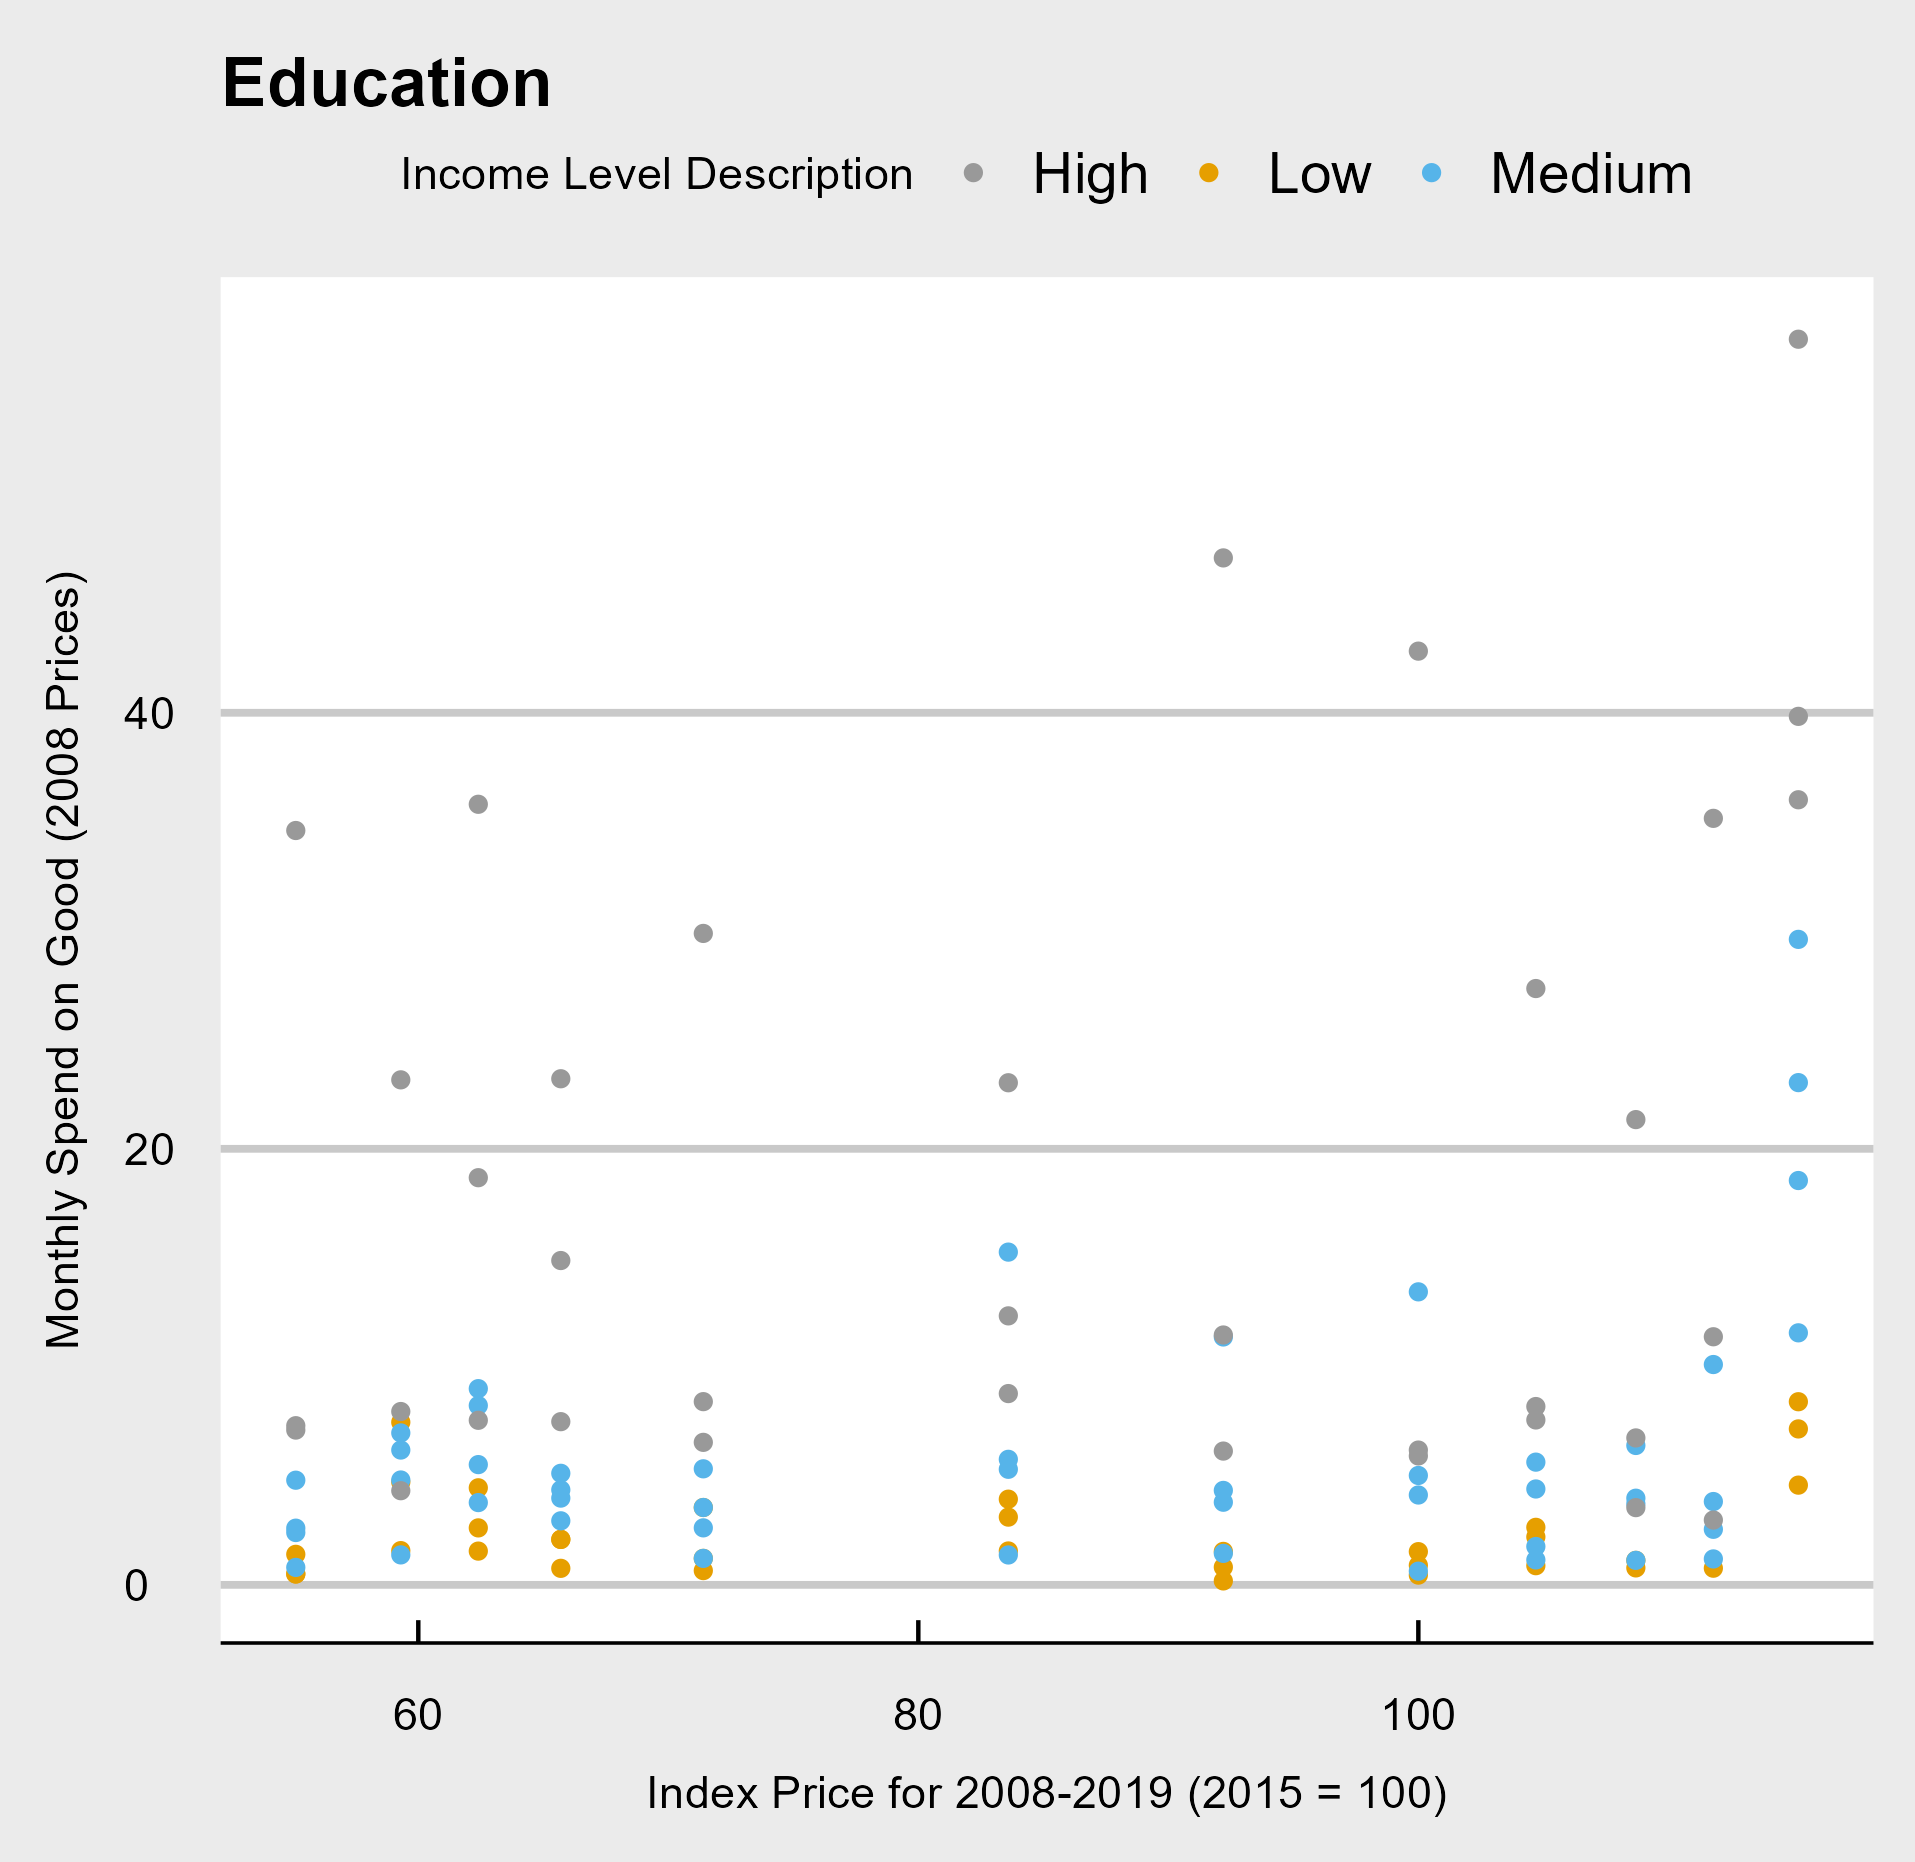 Education
Income Level Description High Low Medium
Monthly Spend on Good (2008 Prices)
40
20
0
60 80 100
Index Price for 2008-2019 (2015 = 100)